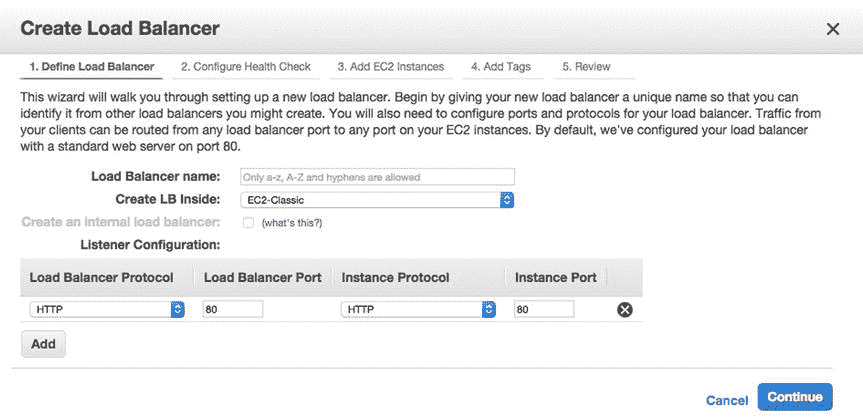 Create Load Balancer
1. Define Load Balancer 2. Configure Health Check 3. Add EC2 Instances 4. Add Tags 5. Review
This wizard will walk you through setting up a new load balancer. Begin by giving your new load balancer a unique name so that you can
identify it from other load balancers you might create. You will also need to configure ports and protocols for your load balancer. Traffic from
your clients can be routed from any load balancer port to any port on your EC2 instances. By default, we've configured your load balancer
with a standard web server on port 80.
Load Balancer name: Only a-z, A-Z and hyphens are allowed
Create LB Inside: EC2-Classic
Create an internal load balancer: (what's this?)
Listener Configuration:
Load Balancer Protocol Load Balancer Port Instance Protocol Instance Port
HTTP 80 HTTP 80
Add
Cancel Continue